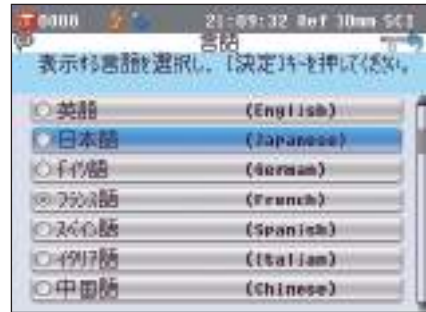 T0000 21:09:32 Ref 30mm SCI
言語
表示する言語を選択し、[決定]キーを押してください。
英語 (English)
日本語 (Japanese)
ドイツ語 (German)
フランス語 (French)
スペイン語 (Spanish)
イタリア語 (Italian)
中国語 (Chinese)